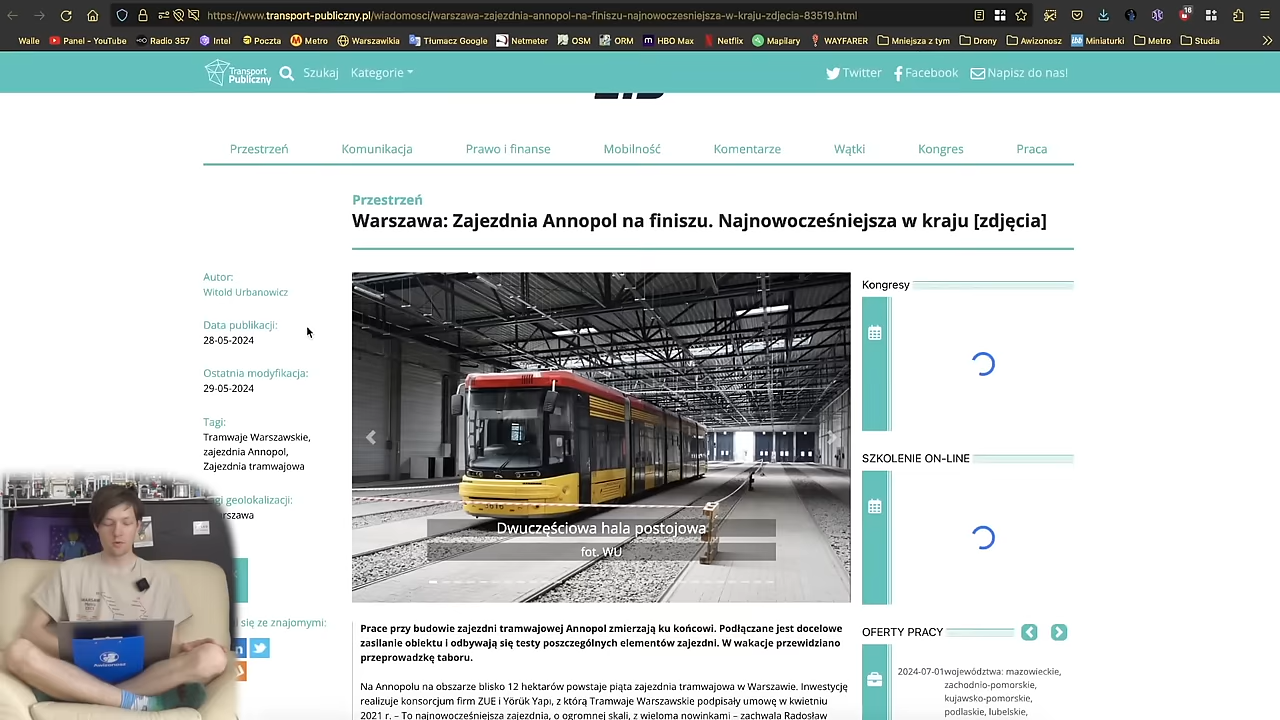 https://www.transport-publiczny.pl/wiadomosci/warszawa-zajezdnia-annopol-na-finiszu-najnowoczesniejsza-w-kraju-zdjecia-83519.html
18
Walle Panel - YouTube Radio 357 Intel Poczta Metro Warszawikia Tłumacz Google Netmeter OSM ORM HBO Max Netflix Mapilary WAYFARER Mniejsza z tym Drony Awizonosz Miniaturki Metro Studia
Transport Publiczny Szukaj Kategorie Twitter Facebook Napisz do nas!
Przestrzeń Komunikacja Prawo i finanse Mobilność Komentarze Wątki Kongres Praca
Przestrzeń
Warszawa: Zajezdnia Annopol na finiszu. Najnowocześniejsza w kraju [zdjęcia]
Autor:
Witold Urbanowicz
Data publikacji:
28-05-2024
Ostatnia modyfikacja:
29-05-2024
Tagi:
Tramwaje Warszawskie,
zajezdnia Annopol,
Zajezdnia tramwajowa
geolokalizacji:
się ze znajomymi:
3616
Dwuczęściowa hala postojowa
fot. WU
Prace przy budowie zajezdni tramwajowej Annopol zmierzają ku końcowi. Podłączane jest docelowe
zasilanie obiektu i odbywają się testy poszczególnych elementów zajezdni. W wakacje przewidziano
przeprowadzkę taboru.
Na Annopolu na obszarze blisko 12 hektarów powstaje piąta zajezdnia tramwajowa w Warszawie. Inwestycję
realizuje konsorcjum firm ZUE i Yörük Yapı, z którą Tramwaje Warszawskie podpisały umowę w kwietniu
2021 r. – To najnowocześniejsza zajezdnia, o ogromnej skali, z wieloma nowinkami – zachwala Radosław
Kongresy
SZKOLENIE ON-LINE
OFERTY PRACY
2024-07-01 województwa: mazowieckie,
zachodnio-pomorskie,
kujawsko-pomorskie,
podlaskie, lubelskie,
Awizonosz